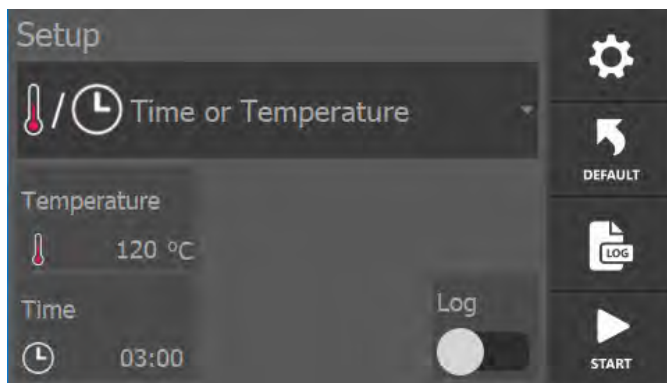 Setup
/ Time or Temperature
DEFAULT
Temperature
120 °C
LOG
Time
Log
03:00
START